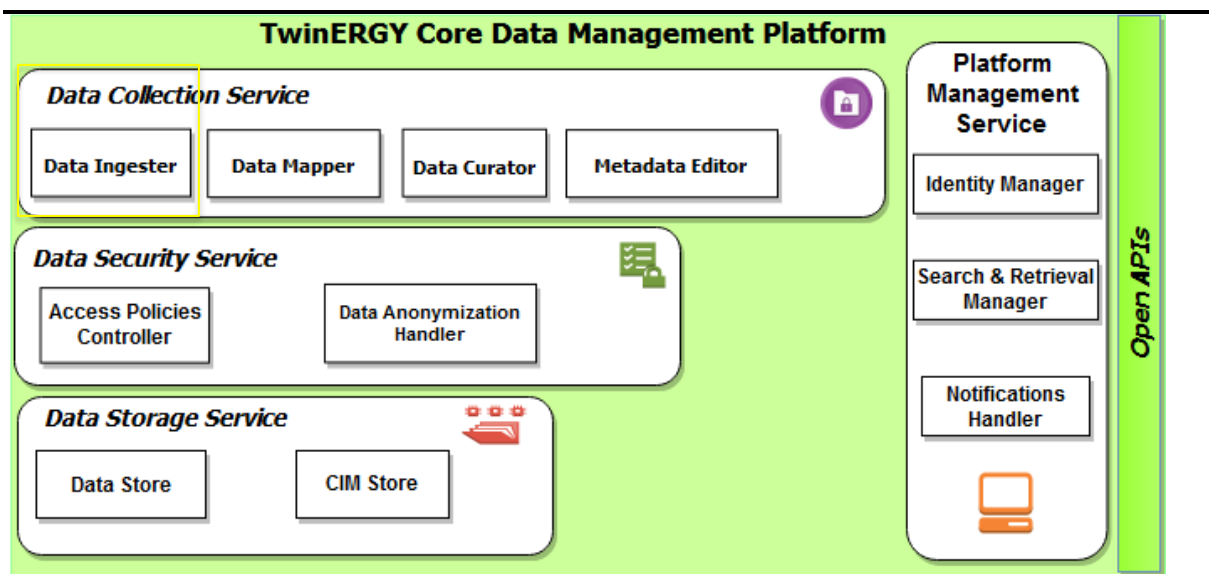 TwinERGY Core Data Management Platform
Data Collection Service
Data Ingester
Data Mapper
Data Curator
Metadata Editor
Data Security Service
Access Policies
Controller
Data Anonymization
Handler
Data Storage Service
Data Store
CIM Store
Platform
Management
Service
Identity Manager
Search & Retrieval
Manager
Notifications
Handler
Open APIs